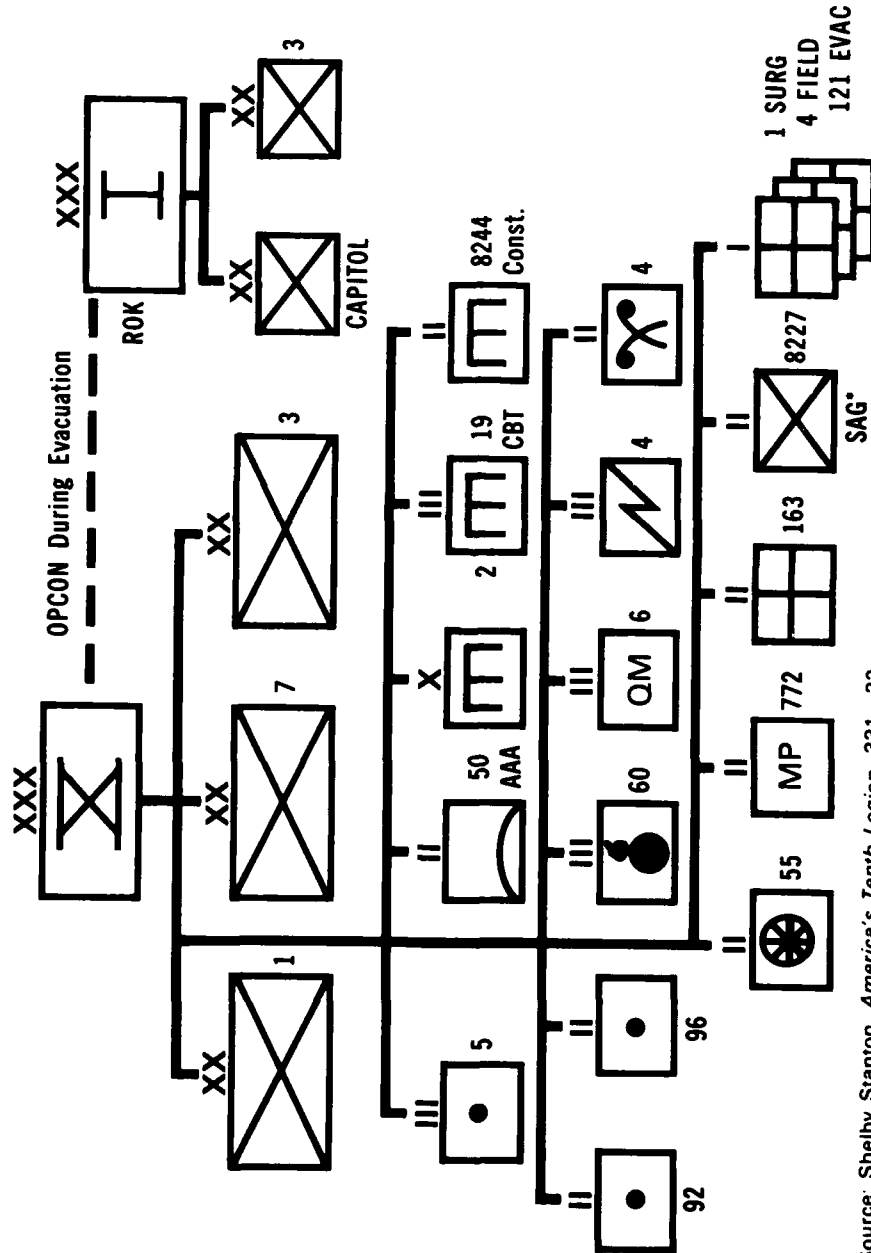 OPCON During Evacuation
XXX
X
XXX
I
ROK
XX
1
XX
7
XX
3
XX
CAPITOL
XX
3
III
5
II
50
AAA
X
2
III
19
CBT
II
8244
Const.
II
92
II
96
III
60
III
QM
6
III
4
II
4
II
55
II
MP
772
II
163
II
8227
SAG*
I
1 SURG
4 FIELD
121 EVAC
Source: Shelby Stanton, America's Tenth Legion, 331